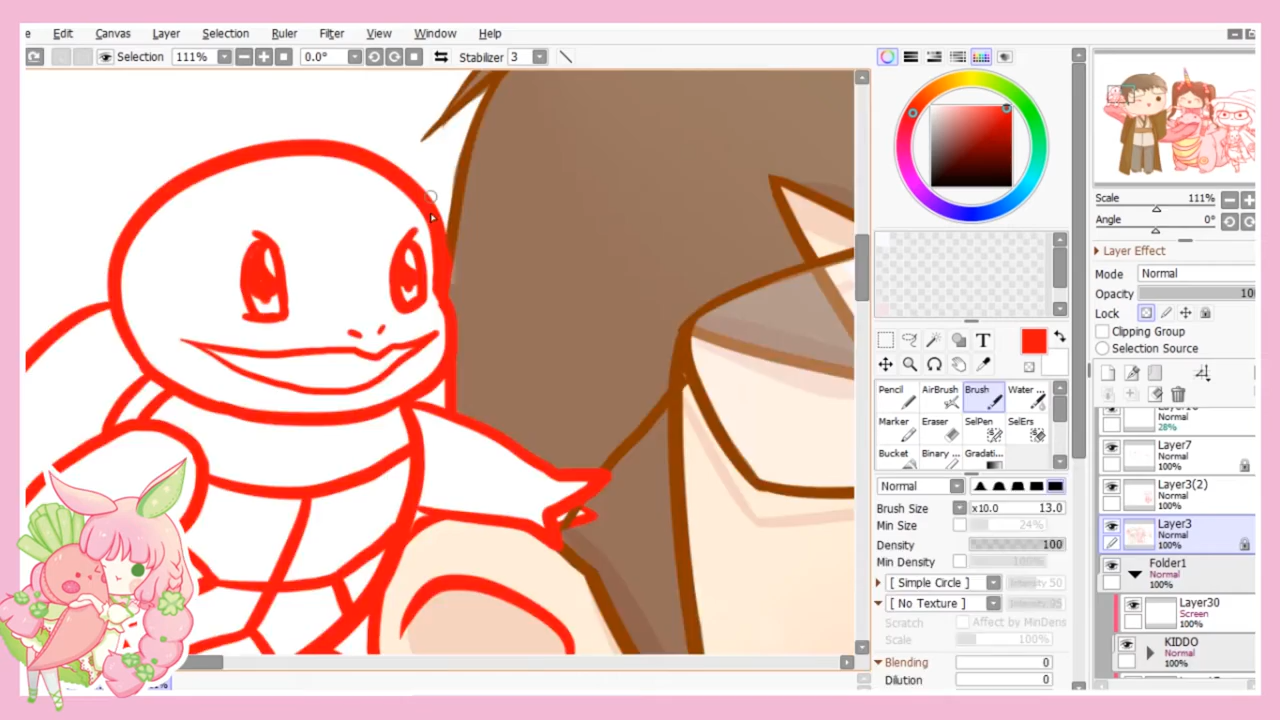 e Edit Canvas Layer Selection Ruler Filter View Window Help
Selection 111% 0.0° Stabilizer 3
Scale 111%
Angle 0°
Layer Effect
Mode Normal
Opacity 10
Lock
Clipping Group
Selection Source
T
Pencil AirBrush Brush Water ...
Marker Eraser SelPen SelErs
Bucket Binary ... Gradati...
Normal
Brush Size x10.0 13.0
Min Size 24%
Density 100
Min Density 100%
[ Simple Circle ] Intensity 50
[ No Texture ] Intensity 95
Scratch Affect by MinDens
Scale 100%
Blending 0
Dilution 0
Normal
28%
Layer7
Normal
100%
Layer3(2)
Normal
100%
Layer3
Normal
100%
Folder1
Normal
100%
Layer30
Screen
100%
KIDDO
Normal
100%